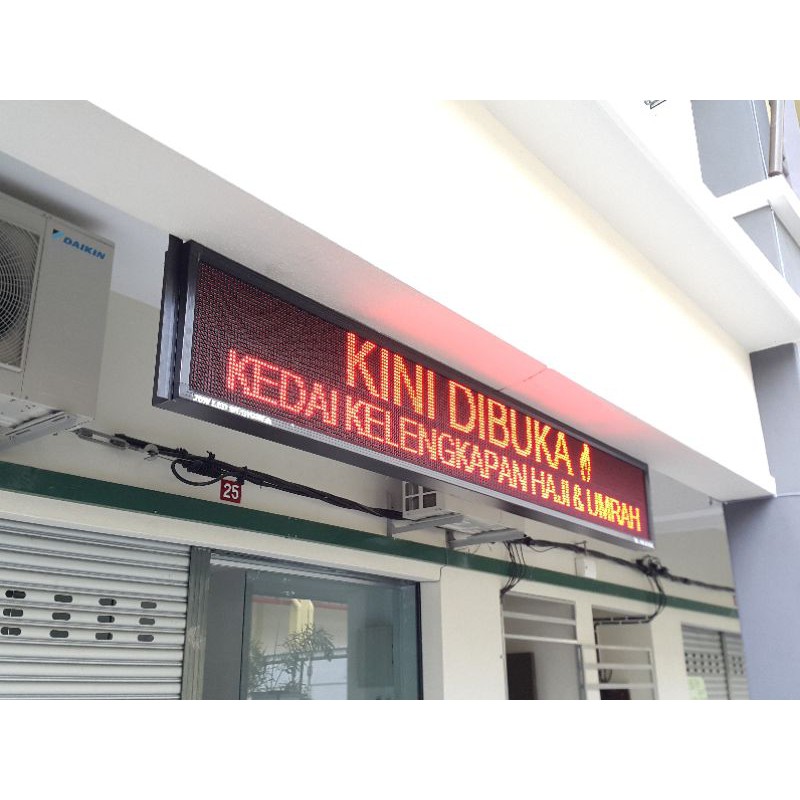 DAIKIN
KINI DIBUKA
KEDAI KELENGKAPAN HAJI & UMRAH
25